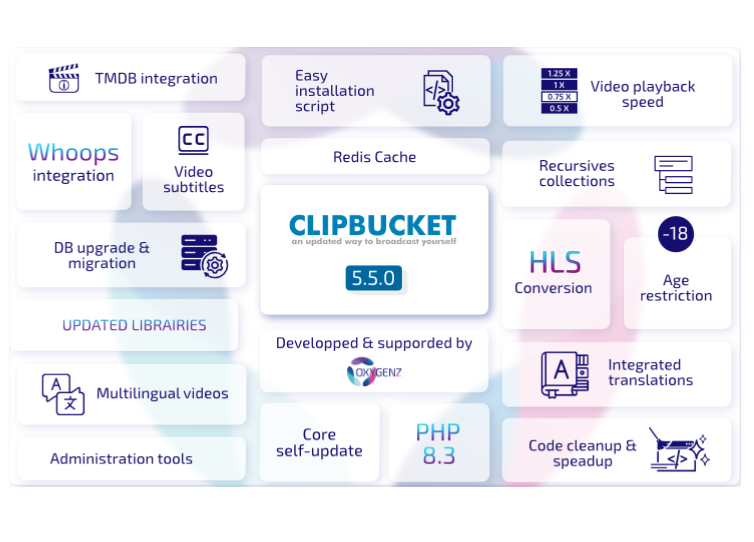 TMDB integration
Whoops
integration
CC
Video
subtitles
DB upgrade &
migration
UPDATED LIBRAIRIES
A
文
Multilingual videos
Administration tools
Easy
installation
script
</>
Redis Cache
CLIPBUCKET
an updated way to broadcast yourself
5.5.0
Developped & supporded by
OXYGENZ
Core
self-update
PHP
8.3
1.25 X
1 X
0.75 X
0.5 X
Video playback
speed
Recursives
collections
HLS
Conversion
-18
Age
restriction
A
Integrated
translations
Code cleanup &
speadup
</>